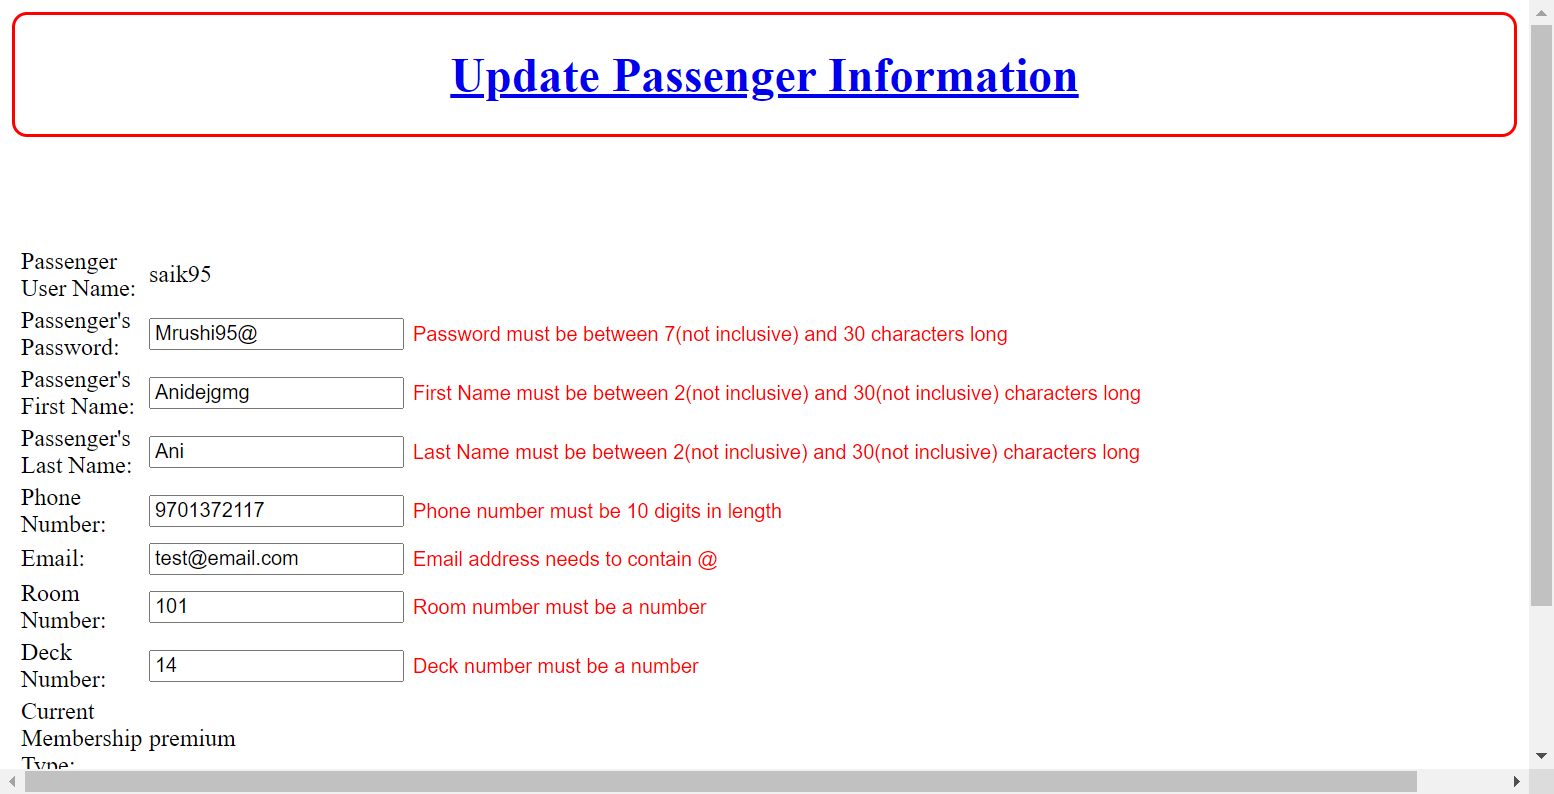 Update Passenger Information
Passenger
User Name:
saik95
Passenger's
Password:
Mrushi95@
Password must be between 7(not inclusive) and 30 characters long
Passenger's
First Name:
Anidejgmg
First Name must be between 2(not inclusive) and 30(not inclusive) characters long
Passenger's
Last Name:
Ani
Last Name must be between 2(not inclusive) and 30(not inclusive) characters long
Phone
Number:
9701372117
Phone number must be 10 digits in length
Email:
test@email.com
Email address needs to contain @
Room
Number:
101
Room number must be a number
Deck
Number:
14
Deck number must be a number
Current
Membership
Type:
premium